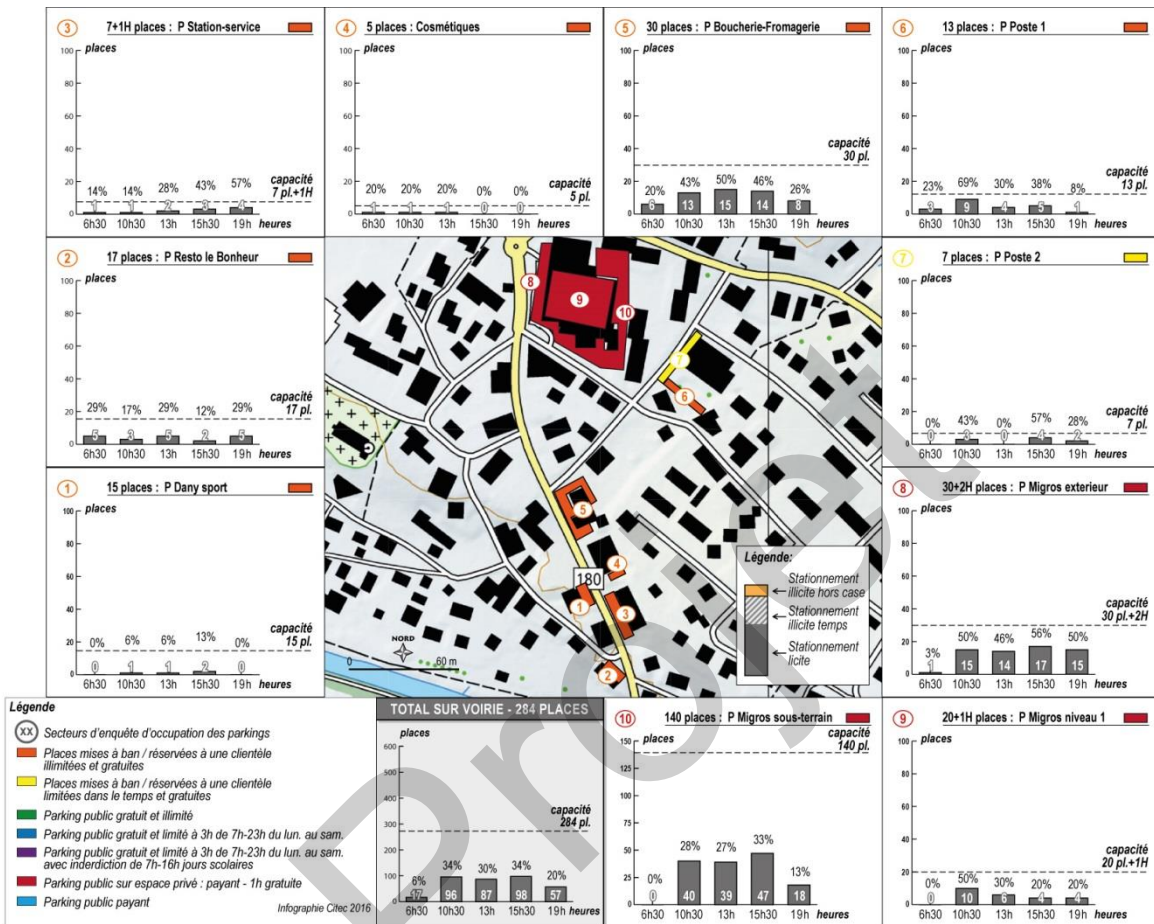 3 7+1H places : P Station-service
places
100
80
60
40
20
0
capacité
7 pl.+1H
14% 14% 28% 43% 57%
1 1 2 3 4
6h30 10h30 13h 15h30 19h heures
4 5 places : Cosmétiques
places
100
80
60
40
20
0
capacité
5 pl.
20% 20% 20% 0% 0%
1 1 1 0 0
6h30 10h30 13h 15h30 19h heures
5 30 places : P Boucherie-Fromagerie
places
100
80
60
40
20
0
capacité
30 pl.
20% 43% 50% 46% 26%
6 13 15 14 8
6h30 10h30 13h 15h30 19h heures
6 13 places : P Poste 1
places
100
80
60
40
20
0
capacité
13 pl.
23% 69% 30% 38% 8%
3 9 4 5 1
6h30 10h30 13h 15h30 19h heures
2 17 places : P Resto le Bonheur
places
100
80
60
40
20
0
capacité
17 pl.
29% 17% 29% 12% 29%
5 3 5 2 5
6h30 10h30 13h 15h30 19h heures
8
9
10
7
6
5
4
180
1
3
2
NORD
0 60 m
Légende:
Stationnement
illicite hors case
Stationnement
illicite temps
Stationnement
licite
7 7 places : P Poste 2
places
100
80
60
40
20
0
capacité
7 pl.
0% 43% 0% 57% 28%
0 3 0 4 2
6h30 10h30 13h 15h30 19h heures
1 15 places : P Dany sport
places
100
80
60
40
20
0
capacité
15 pl.
0% 6% 6% 13% 0%
0 1 1 2 0
6h30 10h30 13h 15h30 19h heures
8 30+2H places : P Migros exterieur
places
100
80
60
40
20
0
capacité
30 pl.+2H
3% 50% 46% 56% 50%
1 15 14 17 15
6h30 10h30 13h 15h30 19h heures
Légende
XX Secteurs d'enquête d'occupation des parkings
Places mises à ban / réservées à une clientèle
illimitées et gratuites
Places mises à ban / réservées à une clientèle
limitées dans le temps et gratuites
Parking public gratuit et illimité
Parking public gratuit et limité à 3h de 7h-23h du lun. au sam.
Parking public gratuit et limité à 3h de 7h-23h du lun. au sam.
avec inderdiction de 7h-16h jours scolaires
Parking public sur espace privé : payant - 1h gratuite
Parking public payant
Infographie Citec 2016
TOTAL SUR VOIRIE - 284 PLACES
places
600
500
400
300
200
100
0
capacité
284 pl.
6% 34% 30% 34% 20%
17 96 87 98 57
6h30 10h30 13h 15h30 19h heures
10 140 places : P Migros sous-terrain
places
150
125
100
75
50
25
0
capacité
140 pl.
28% 27% 33% 13%
0 40 39 47 18
6h30 10h30 13h 15h30 19h heures
9 20+1H places : P Migros niveau 1
places
100
80
60
40
20
0
capacité
20 pl.+1H
0% 50% 30% 20% 20%
0 10 6 4 4
6h30 10h30 13h 15h30 19h heures
Projet